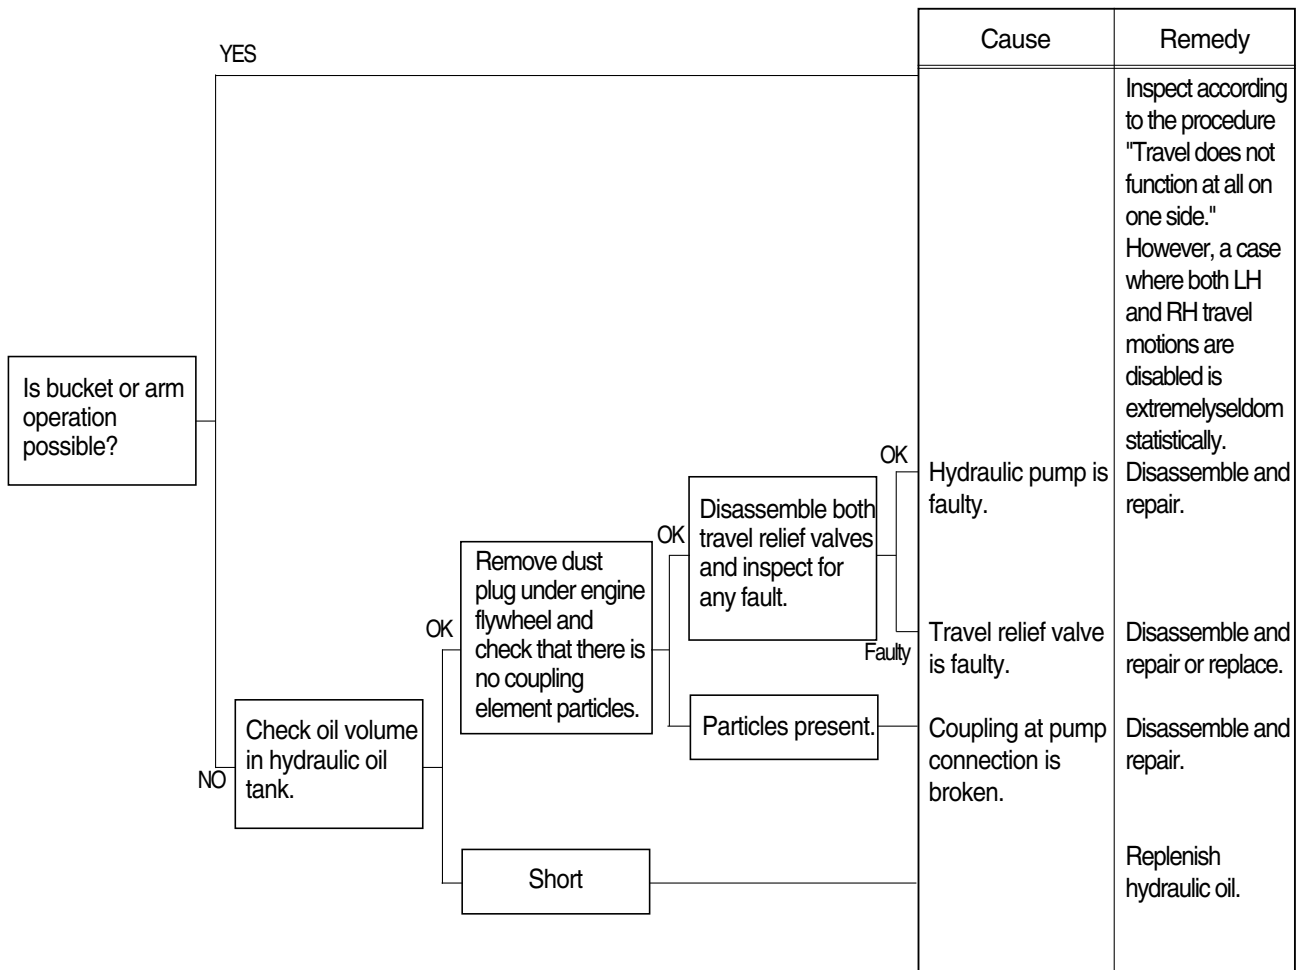 Cause
Remedy
YES
Inspect according
to the procedure
"Travel does not
function at all on
one side."
However, a case
where both LH
and RH travel
motions are
disabled is
extremelyseldom
statistically.
Is bucket or arm
operation
possible?
NO
Check oil volume
in hydraulic oil
tank.
OK
Remove dust
plug under engine
flywheel and
check that there is
no coupling
element particles.
OK
Disassemble both
travel relief valves
and inspect for
any fault.
OK
Hydraulic pump is
faulty.
Disassemble and
repair.
Faulty
Travel relief valve
is faulty.
Disassemble and
repair or replace.
Particles present.
Coupling at pump
connection is
broken.
Disassemble and
repair.
Short
Replenish
hydraulic oil.